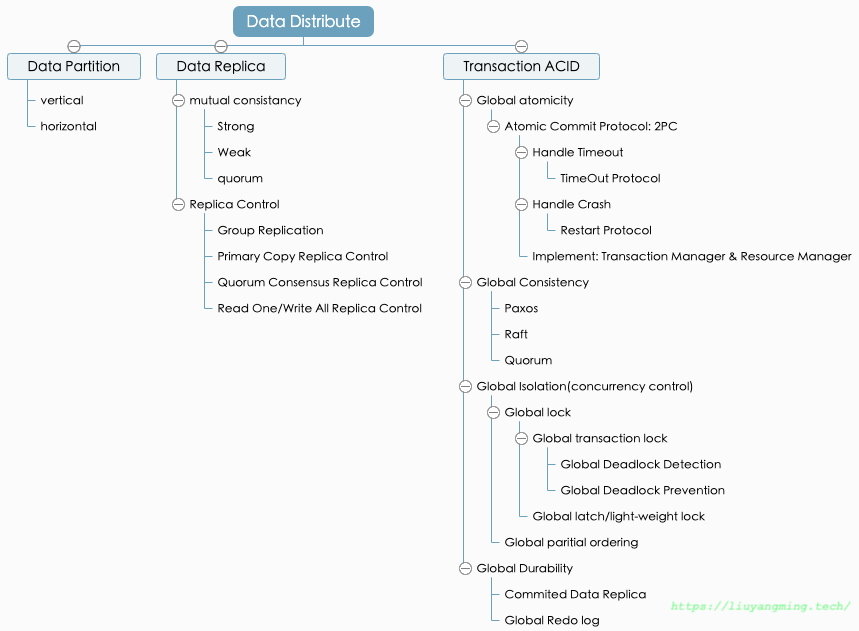 Data Distribute
Data Partition
vertical
horizontal
Data Replica
mutual consistancy
Strong
Weak
quorum
Replica Control
Group Replication
Primary Copy Replica Control
Quorum Consensus Replica Control
Read One/Write All Replica Control
Transaction ACID
Global atomicity
Atomic Commit Protocol: 2PC
Handle Timeout
TimeOut Protocol
Handle Crash
Restart Protocol
Implement: Transaction Manager & Resource Manager
Global Consistency
Paxos
Raft
Quorum
Global Isolation(concurrency control)
Global lock
Global transaction lock
Global Deadlock Detection
Global Deadlock Prevention
Global latch/light-weight lock
Global paritial ordering
Global Durability
Commited Data Replica
Global Redo log
https://liuyangming.tech/